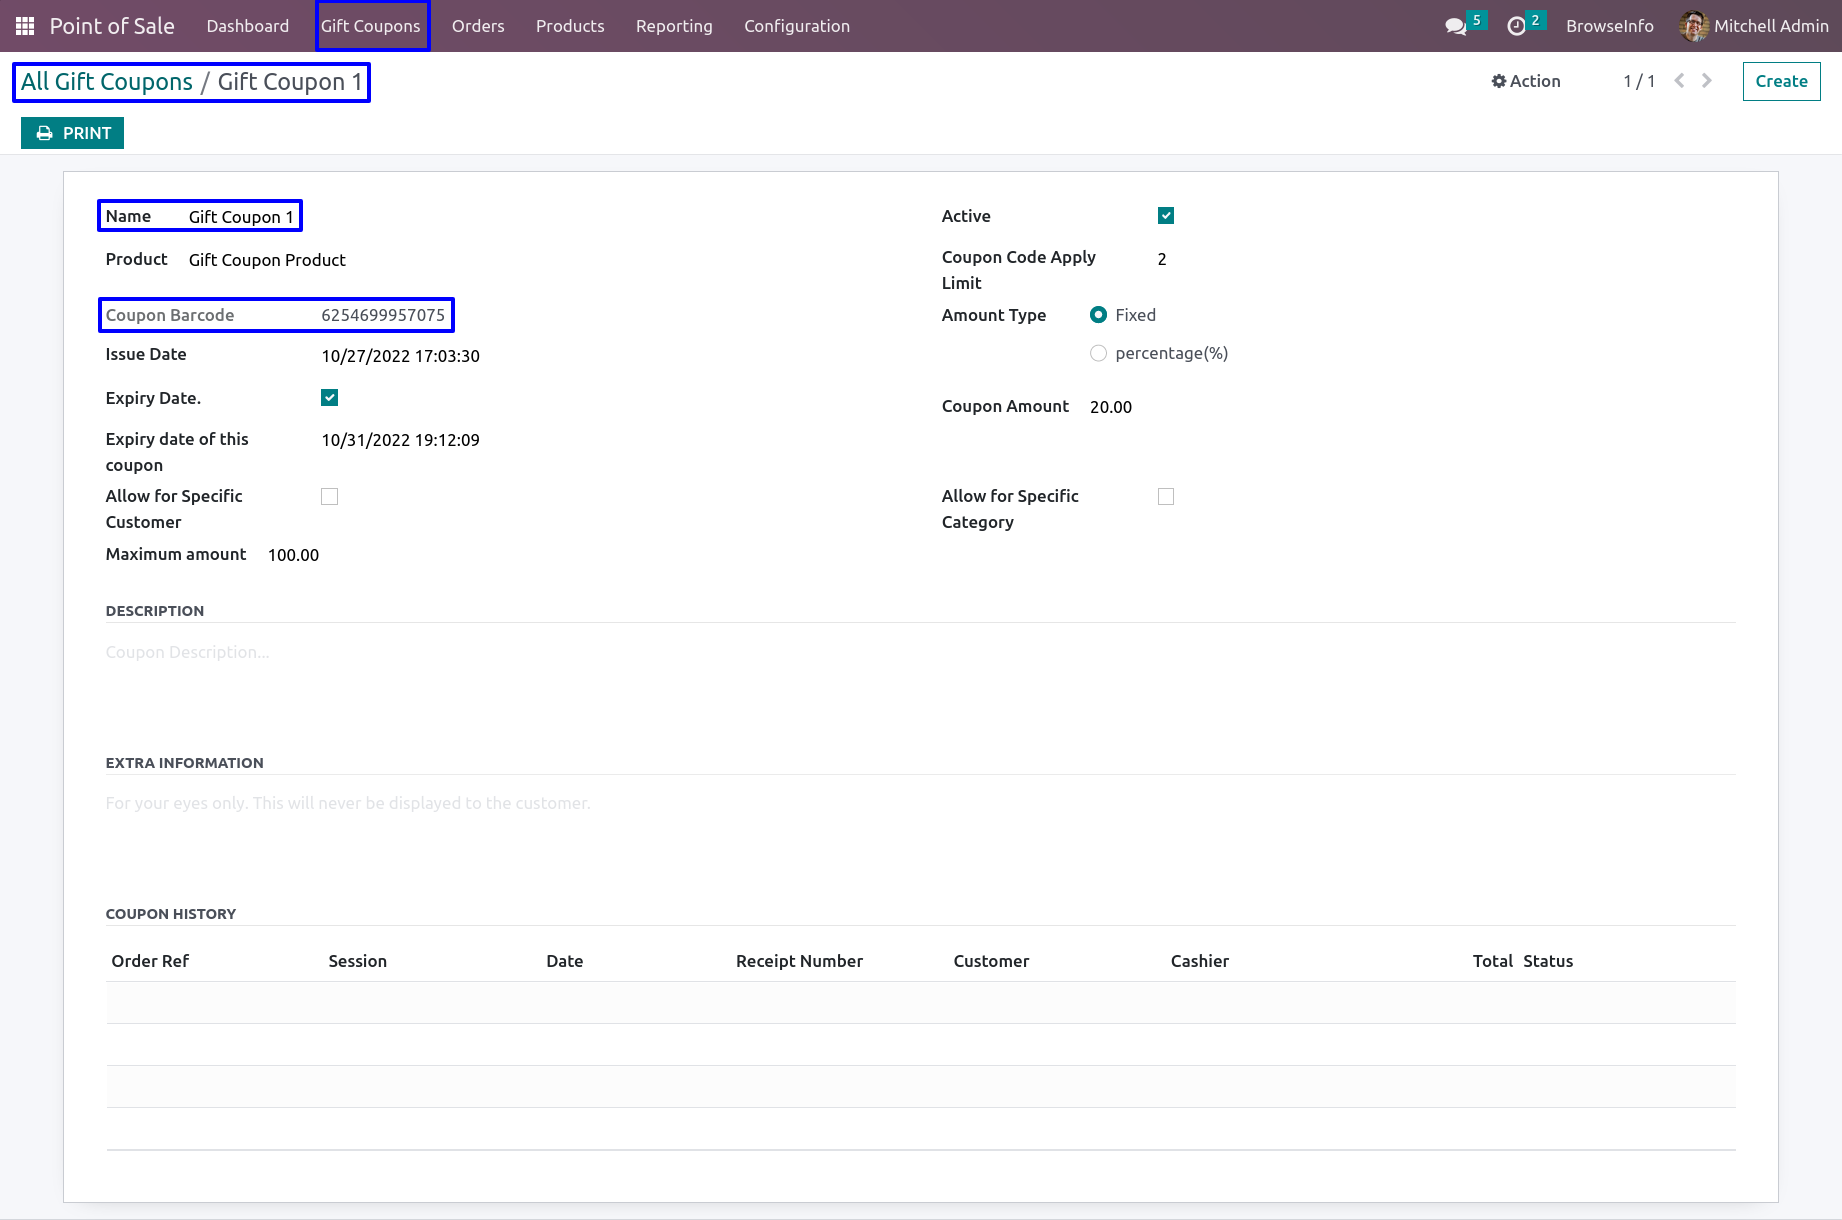 Point of Sale Dashboard Gift Coupons Orders Products Reporting Configuration 5 2 BrowseInfo Mitchell Admin
All Gift Coupons / Gift Coupon 1 Action 1 / 1 Create
PRINT
Name Gift Coupon 1 Active
Product Gift Coupon Product Coupon Code Apply Limit 2
Coupon Barcode 6254699957075 Amount Type Fixed
Issue Date 10/27/2022 17:03:30 percentage(%)
Expiry Date. Coupon Amount 20.00
Expiry date of this coupon 10/31/2022 19:12:09
Allow for Specific Customer Allow for Specific Category
Maximum amount 100.00
DESCRIPTION
Coupon Description...
EXTRA INFORMATION
For your eyes only. This will never be displayed to the customer.
COUPON HISTORY
Order Ref Session Date Receipt Number Customer Cashier Total Status